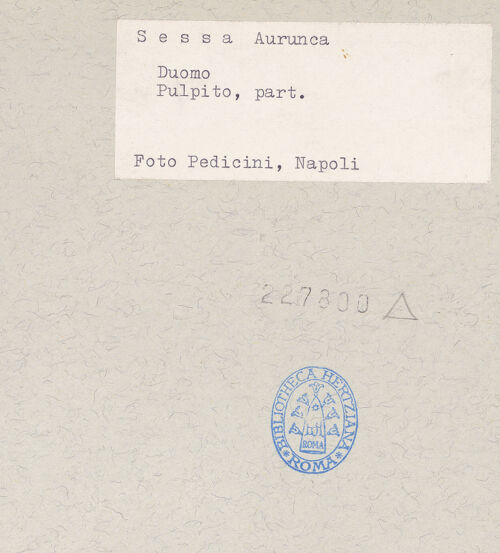 S e s s a Aurunca
Duomo
Pulpito, part.
Foto Pedicini, Napoli
227800
BIBLIOTHECA HERTZIANA
ROMA
* ROMA *